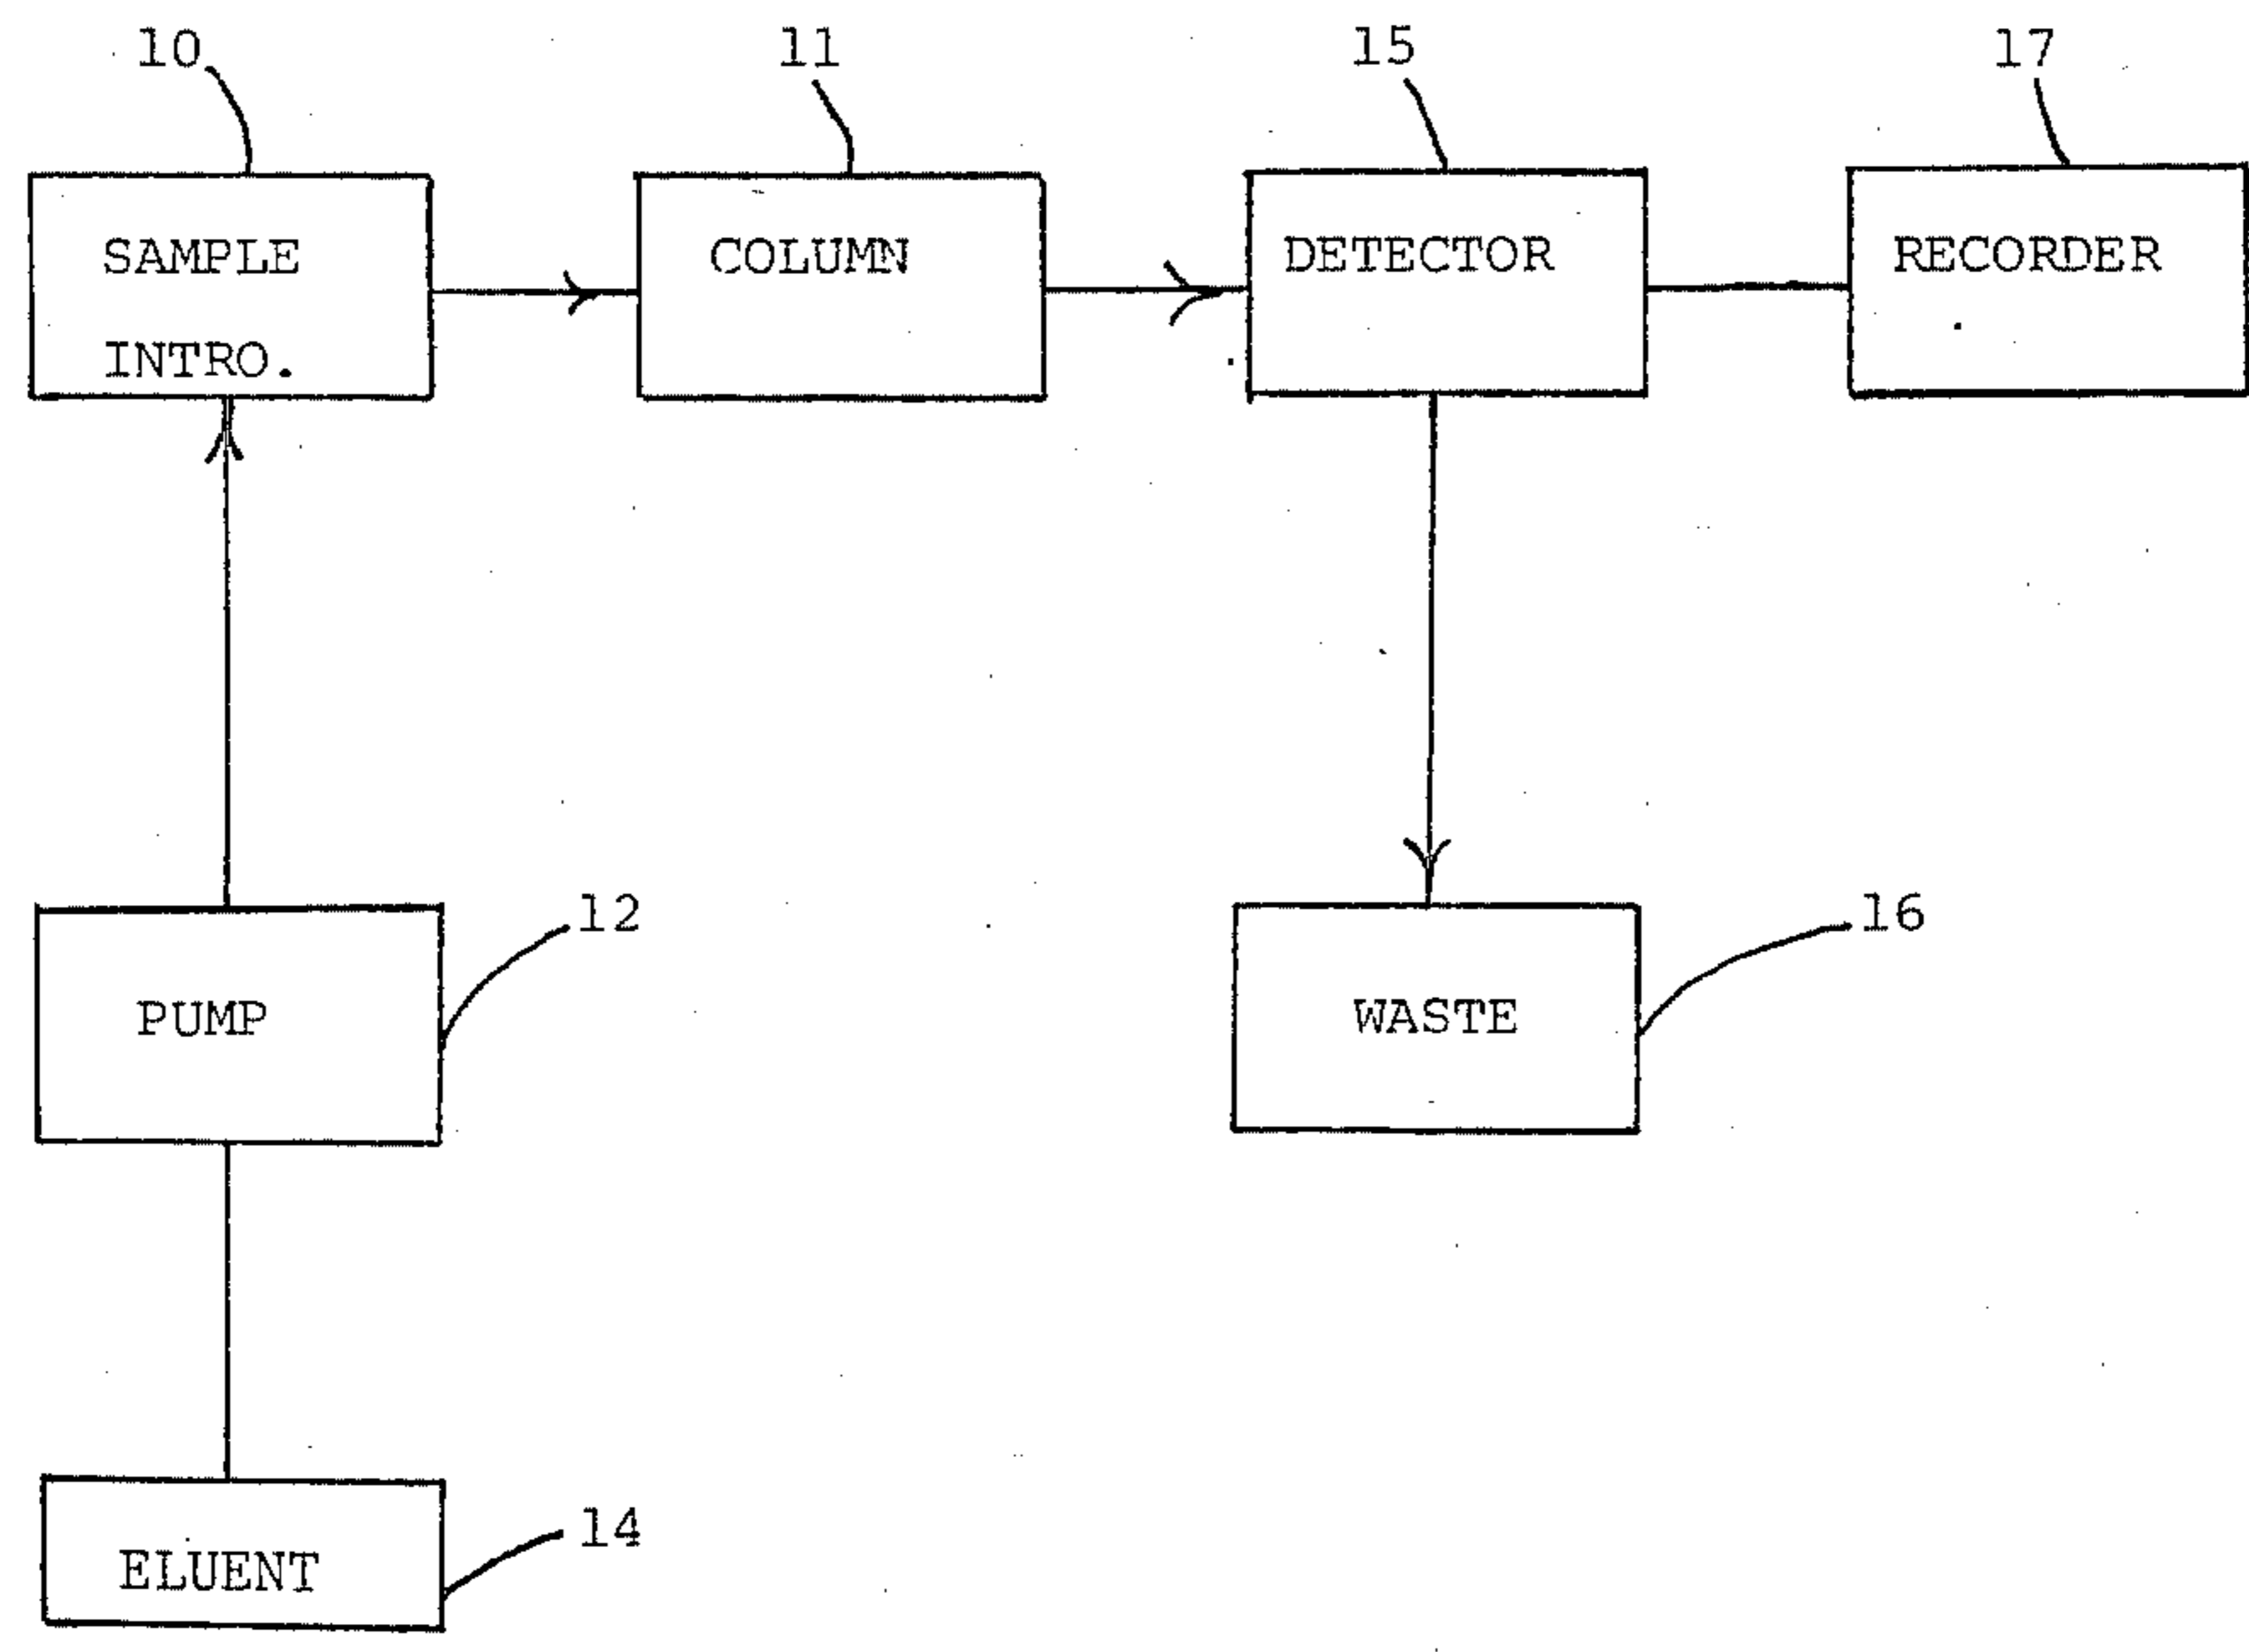 10
11
15
17
SAMPLE
INTRO.
COLUMN
DETECTOR
RECORDER
PUMP
12
WASTE
16
ELUENT
14